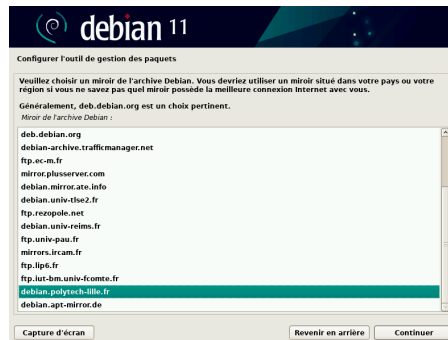 debian 11
Configurer l'outil de gestion des paquets
Veuillez choisir un miroir de l'archive Debian. Vous devriez utiliser un miroir situé dans votre pays ou votre
région si vous ne savez pas quel miroir possède la meilleure connexion Internet avec vous.
Généralement, deb.debian.org est un choix pertinent.
Miroir de l'archive Debian :
deb.debian.org
debian-archive.trafficmanager.net
ftp.ec-m.fr
mirror.plusserver.com
debian.mirror.ate.info
debian.univ-tlse2.fr
ftp.rezopole.net
debian.univ-reims.fr
ftp.univ-pau.fr
mirrors.ircam.fr
ftp.lip6.fr
ftp.iut-bm.univ-fcomte.fr
debian.polytech-lille.fr
debian.apt-mirror.de
Capture d'écran
Revenir en arrière
Continuer